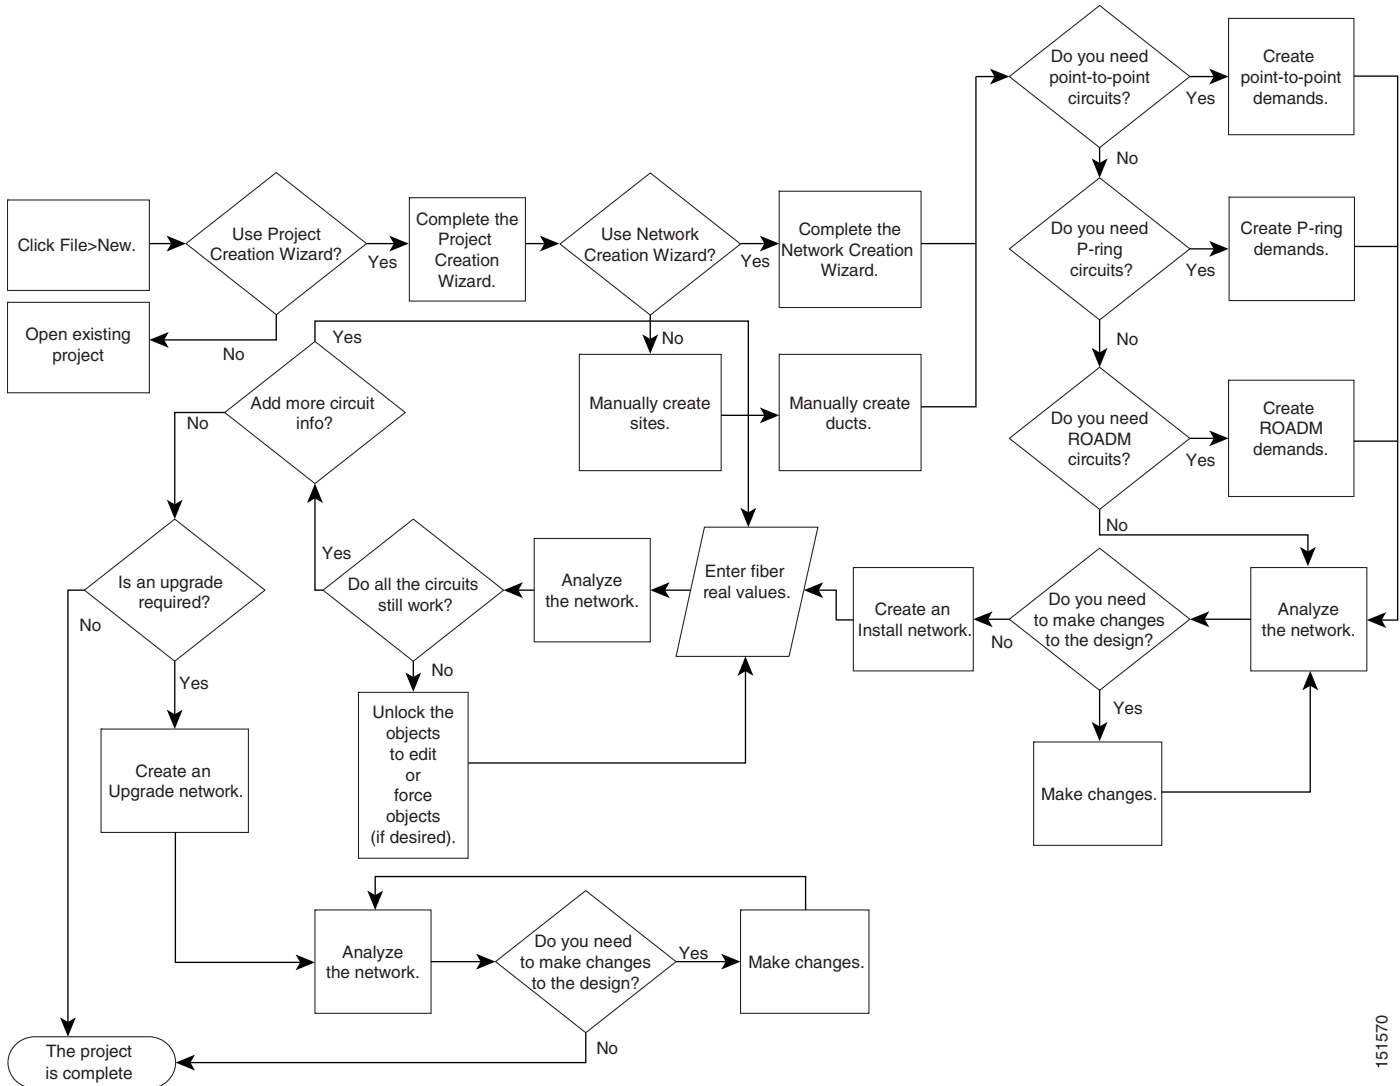 Do you need
point-to-point
circuits?
Yes
Create
point-to-point
demands.
No
Click File>New.
Use Project
Creation Wizard?
Yes
Complete the
Project
Creation
Wizard.
Use Network
Creation Wizard?
Yes
Complete the
Network Creation
Wizard.
Do you need
P-ring
circuits?
Yes
Create P-ring
demands.
Open existing
project
No
Yes
No
No
Add more circuit
info?
No
Manually create
sites.
Manually create
ducts.
Do you need
ROADM
circuits?
Yes
Create
ROADM
demands.
No
Is an upgrade
required?
No
Yes
Yes
Do all the circuits
still work?
No
Analyze
the network.
Enter fiber
real values.
Create an
Install network.
No
Do you need
to make changes
to the design?
Yes
Analyze
the network.
Unlock the
objects
to edit
or
force
objects
(if desired).
Make changes.
Create an
Upgrade network.
Analyze
the network.
Do you need
to make changes
to the design?
Yes
Make changes.
No
The project
is complete
151570